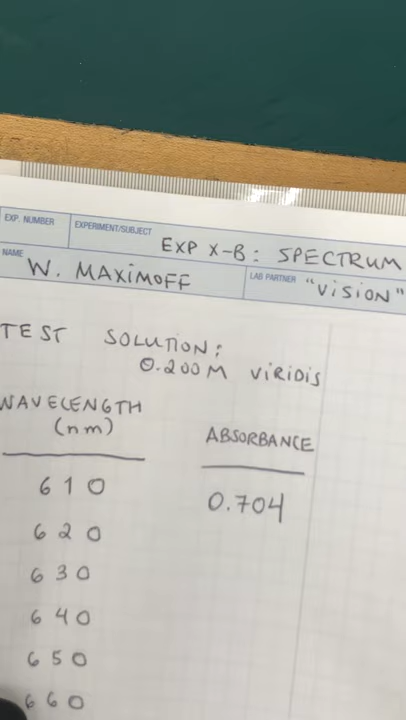 EXP. NUMBER EXPERIMENT/SUBJECT
EXP X-B: SPECTRUM
NAME
W. MAXIMOFF
LAB PARTNER
"VISION"
TEST SOLUTION:
0.200M VIRIDIS
WAVELENGTH
(nm)
ABSORBANCE
610 0.704
620
630
640
650
660